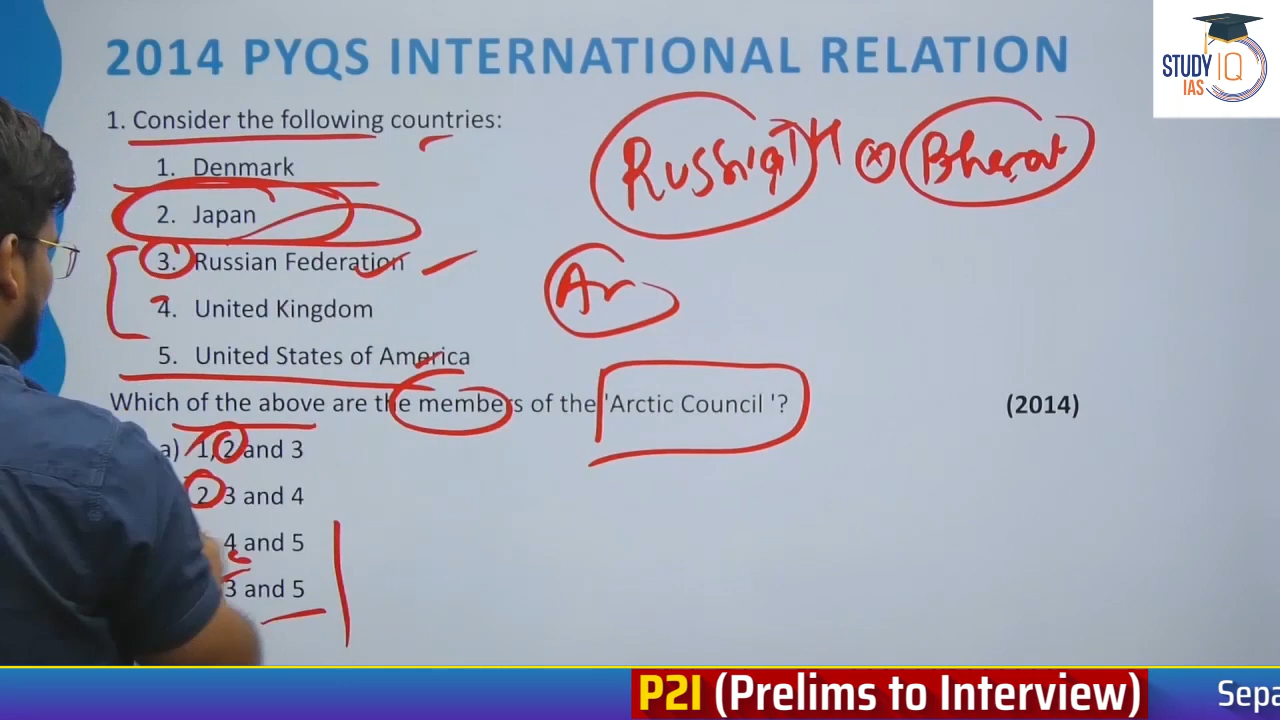 2014 PYQS INTERNATIONAL RELATION
STUDY IQ
IAS
1. Consider the following countries:
1. Denmark
2. Japan
3. Russian Federation
4. United Kingdom
5. United States of America
Bharat
Ar
Which of the above are the members of the 'Arctic Council '? (2014)
a) 1, 2 and 3
2 3 and 4
4 and 5
3 and 5
P2I (Prelims to Interview)
Sepa